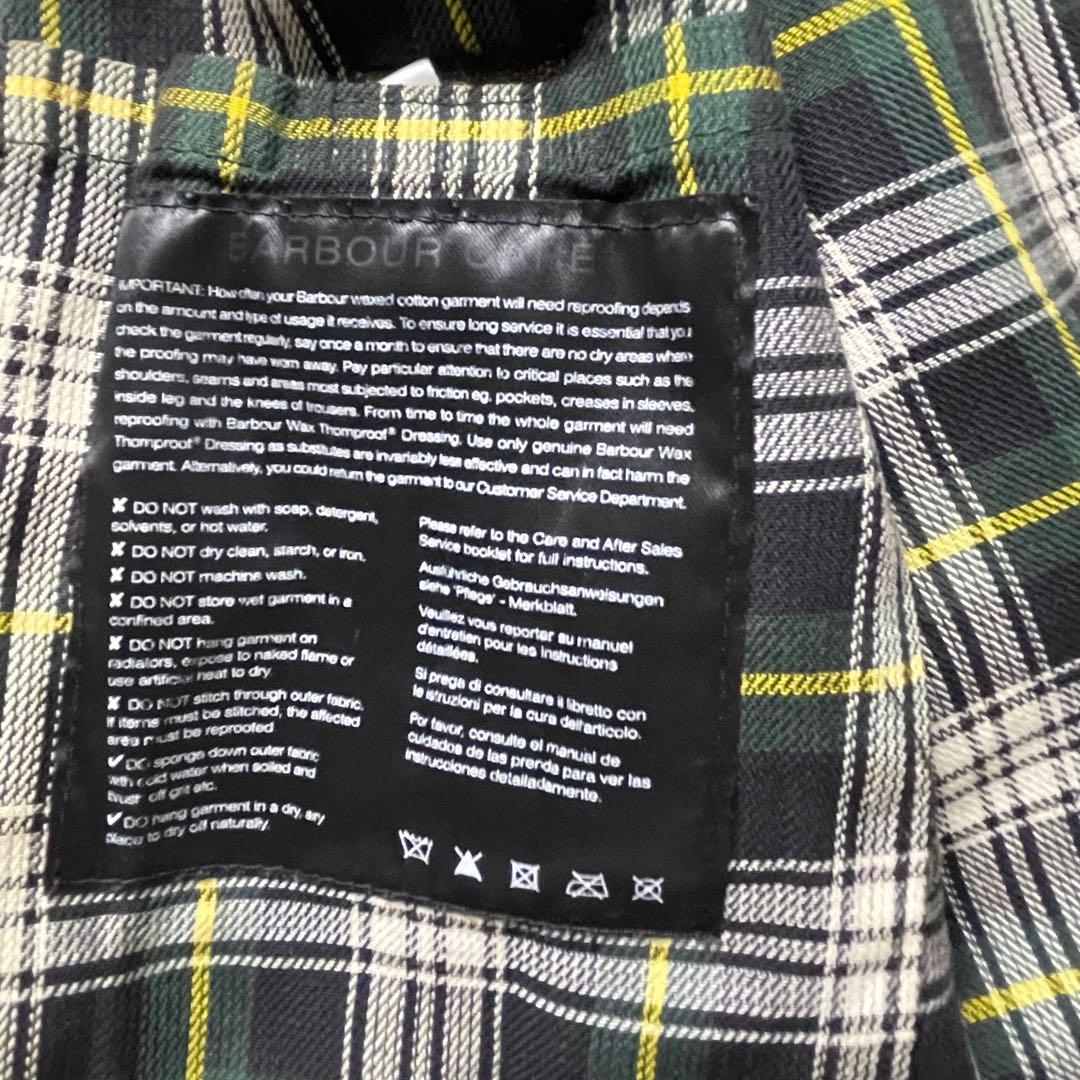 BARBOUR CARE
IMPORTANT: How often your Barbour waxed cotton garment will need reproofing depends
on the amount and type of usage it receives. To ensure long service it is essential that you
check the garment regularly, say once a month to ensure that there are no dry areas where
the proofing may have worn away. Pay particular attention to critical places such as the
shoulders, seams and areas most subjected to friction eg. pockets, creases in sleeves,
inside leg and the knees of trousers. From time to time the whole garment will need
reproofing with Barbour Wax Thornproof® Dressing. Use only genuine Barbour Wax
Thornproof® Dressing as substitutes are invariably less effective and can in fact harm the
garment. Alternatively, you could return the garment to our Customer Service Department.
✘ DO NOT wash with soap, detergent,
solvents, or hot water.
✘ DO NOT dry clean, starch, or iron.
✘ DO NOT machine wash.
✘ DO NOT store wet garment in a
confined area.
✘ DO NOT hang garment on
radiators, expose to naked flame or
use artificial heat to dry
✘ DO NOT stitch through outer fabric.
If items must be stitched, the affected
area must be reproofed
✔ DO sponge down outer fabric
with cold water when soiled and
brush off grit etc.
✔ DO hang garment in a dry, airy
place to dry off naturally.
Please refer to the Care and After Sales
Service booklet for full instructions.
Ausführliche Gebrauchsanweisungen
siehe 'Pflege' - Merkblatt.
Veuillez vous reporter au manuel
d'entretien pour les instructions
détaillées.
Si prega di consultare il libretto con
le istruzioni per la cura dell'articolo.
Por favor, consulte el manual de
cuidados de las prenda para ver las
instrucciones detalladamente.